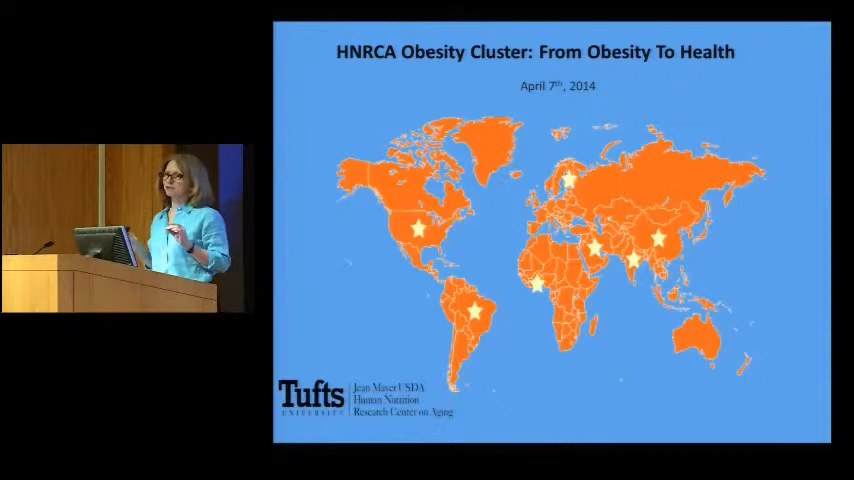 HNRCA Obesity Cluster: From Obesity To Health
April 7th, 2014
Tufts
UNIVERSITY
Jean Mayer USDA
Human Nutrition
Research Center on Aging